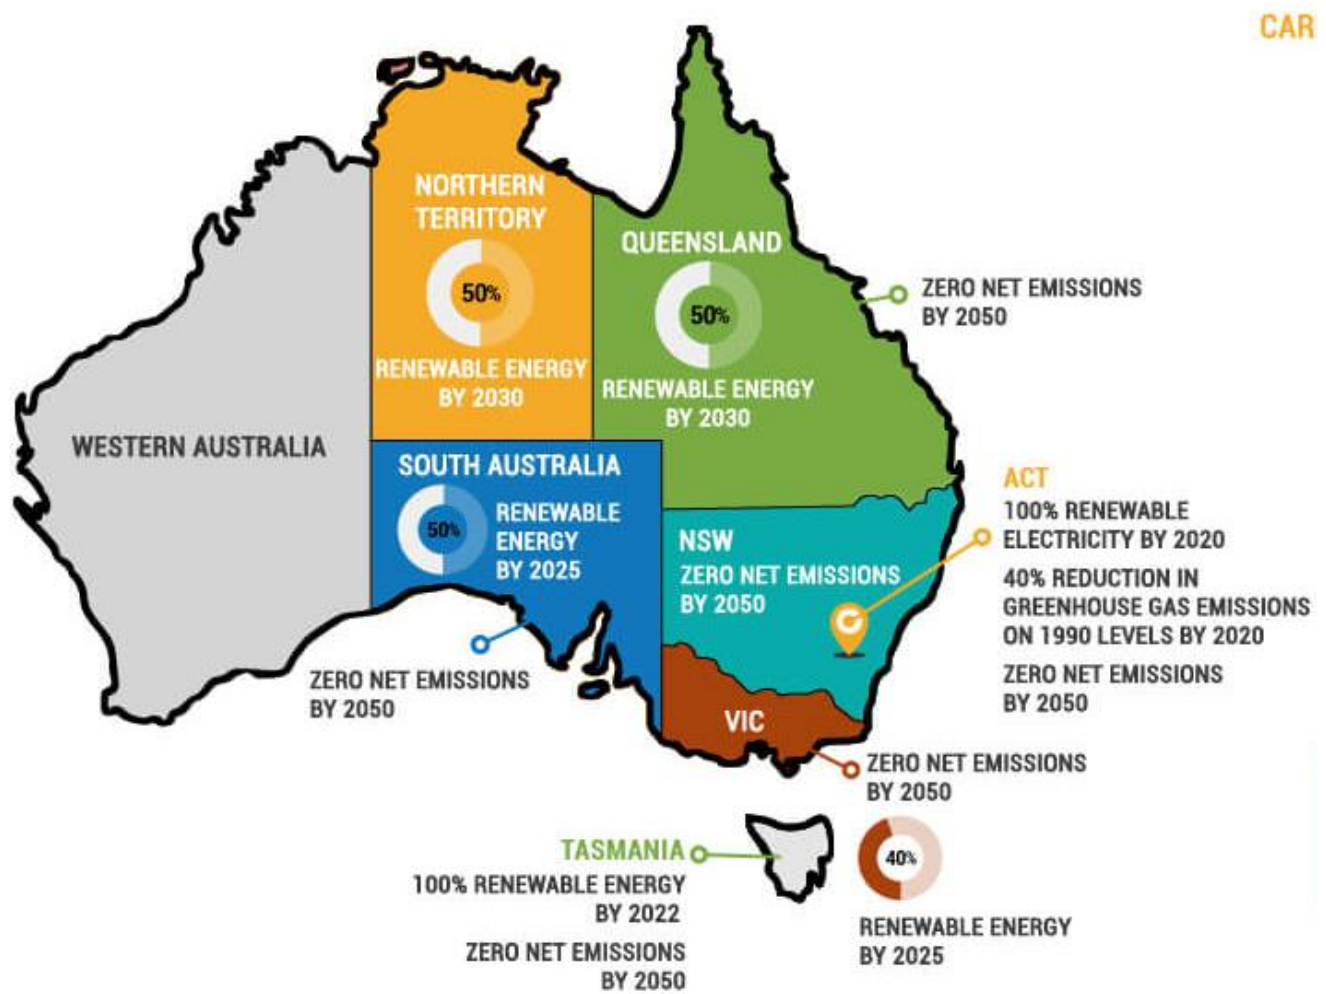 CAR
NORTHERN
TERRITORY
50%
RENEWABLE ENERGY
BY 2030
QUEENSLAND
50%
RENEWABLE ENERGY
BY 2030
ZERO NET EMISSIONS
BY 2050
WESTERN AUSTRALIA
SOUTH AUSTRALIA
50%
RENEWABLE
ENERGY
BY 2025
ZERO NET EMISSIONS
BY 2050
NSW
ZERO NET EMISSIONS
BY 2050
ACT
100% RENEWABLE
ELECTRICITY BY 2020
40% REDUCTION IN
GREENHOUSE GAS EMISSIONS
ON 1990 LEVELS BY 2020
ZERO NET EMISSIONS
BY 2050
VIC
ZERO NET EMISSIONS
BY 2050
40%
RENEWABLE ENERGY
BY 2025
TASMANIA
100% RENEWABLE ENERGY
BY 2022
ZERO NET EMISSIONS
BY 2050